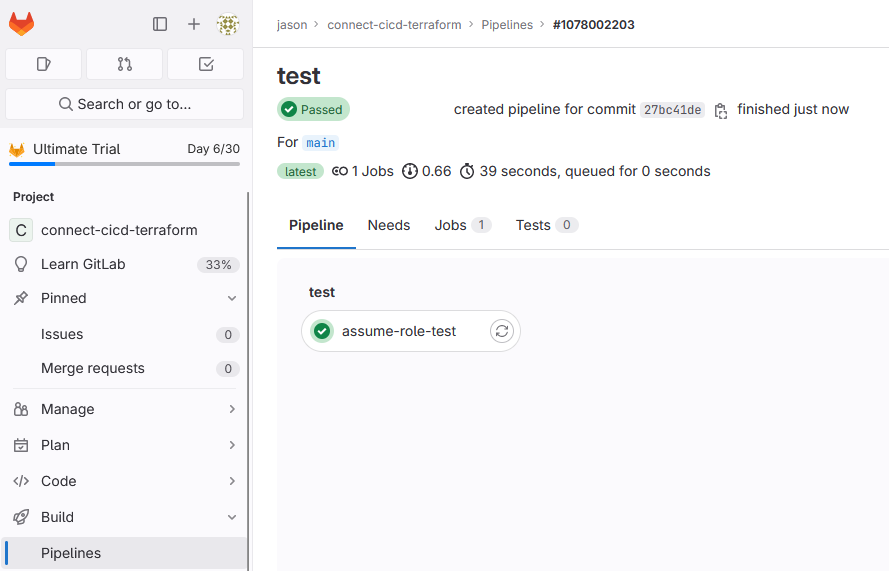 Search or go to...
Ultimate Trial Day 6/30
Project
C connect-cicd-terraform
Learn GitLab 33%
Pinned
Issues 0
Merge requests 0
Manage
Plan
Code
Build
Pipelines
jason › connect-cicd-terraform › Pipelines › #1078002203
test
Passed created pipeline for commit 27bc41de finished just now
For main
latest 1 Jobs 0.66 39 seconds, queued for 0 seconds
Pipeline Needs Jobs 1 Tests 0
test
assume-role-test